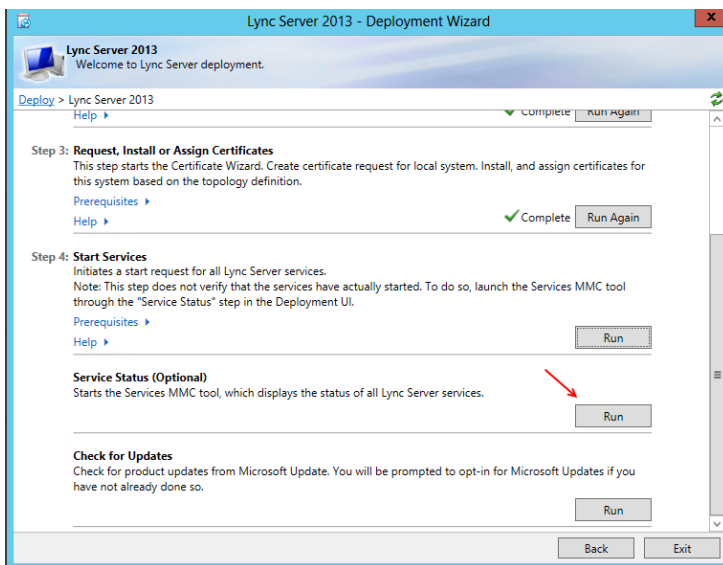 Lync Server 2013 - Deployment Wizard
x
Lync Server 2013
Welcome to Lync Server deployment.
Deploy > Lync Server 2013
Help
Complete Run Again
Step 3: Request, Install or Assign Certificates
This step starts the Certificate Wizard. Create certificate request for local system. Install, and assign certificates for
this system based on the topology definition.
Prerequisites
Help
Complete Run Again
Step 4: Start Services
Initiates a start request for all Lync Server services.
Note: This step does not verify that the services have actually started. To do so, launch the Services MMC tool
through the "Service Status" step in the Deployment UI.
Prerequisites
Help
Run
Service Status (Optional)
Starts the Services MMC tool, which displays the status of all Lync Server services.
Run
Check for Updates
Check for product updates from Microsoft Update. You will be prompted to opt-in for Microsoft Updates if you
have not already done so.
Run
Back Exit